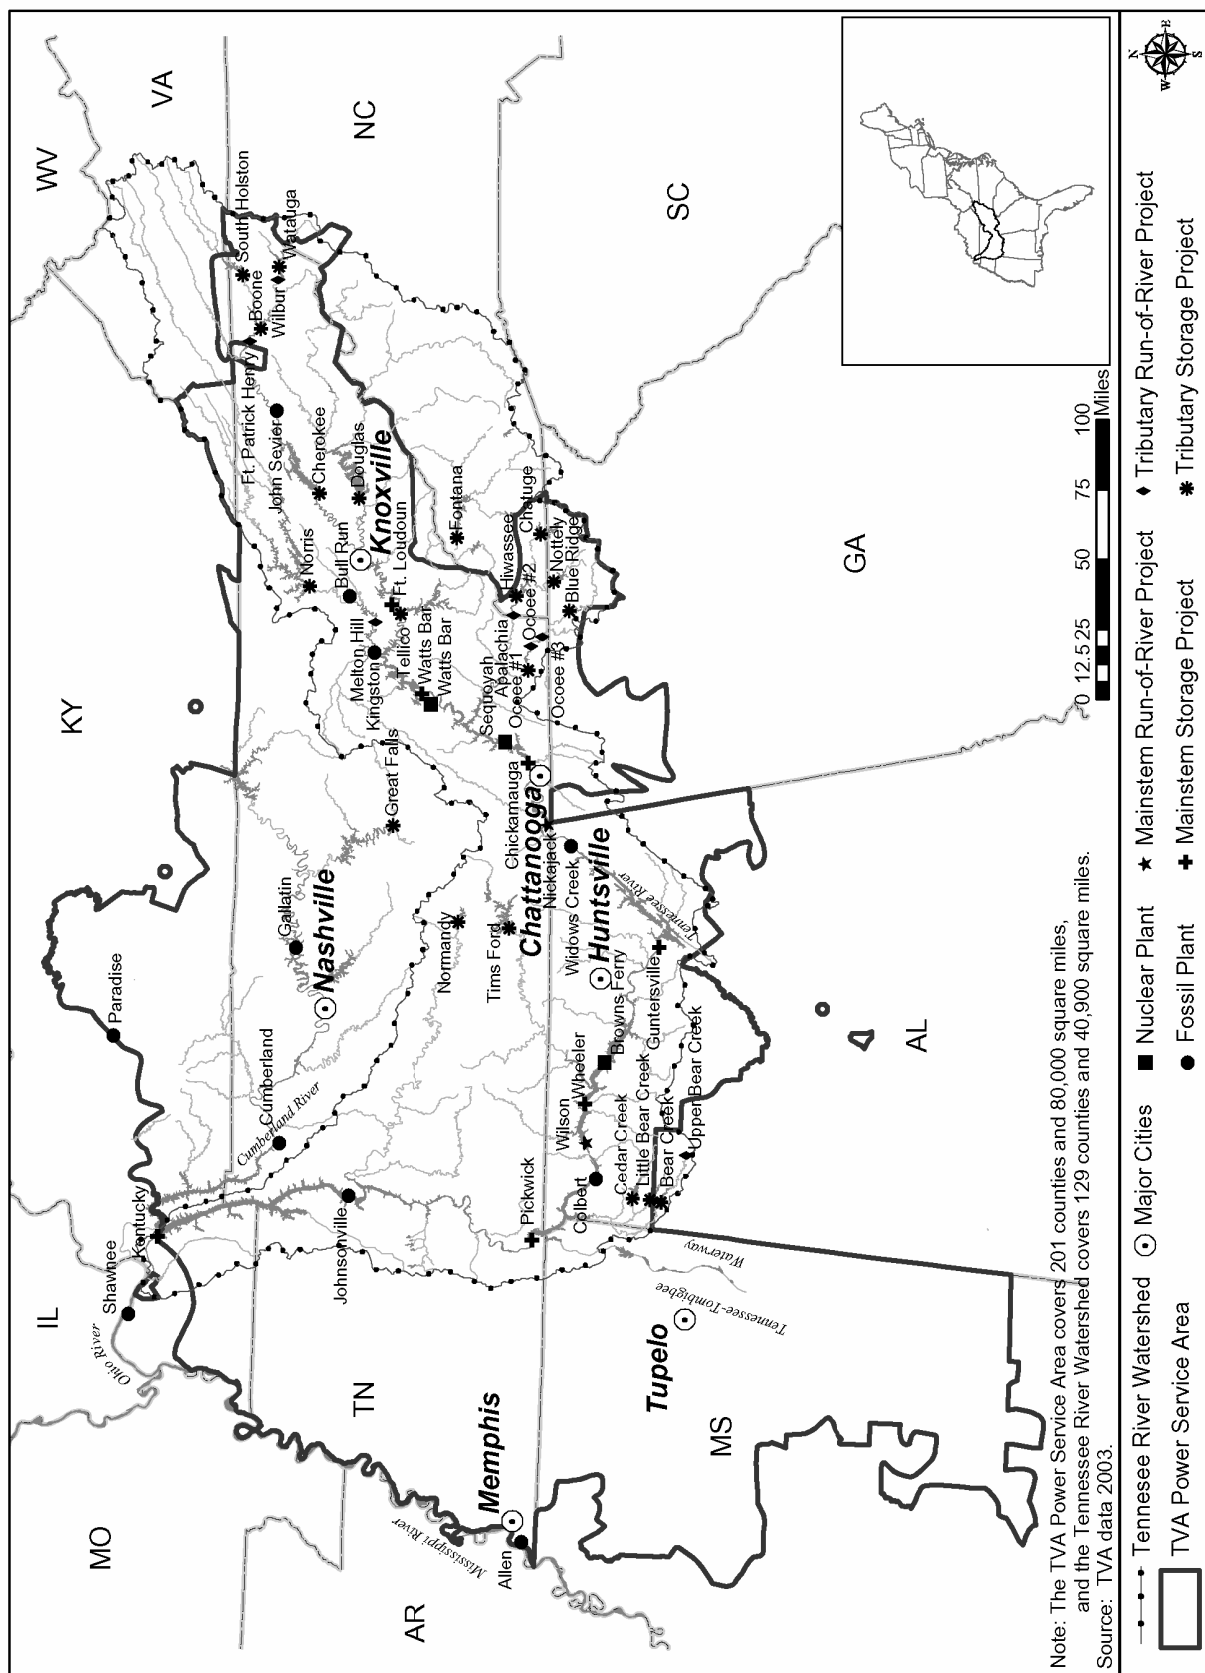 MO
IL
KY
WV
VA
NC
SC
GA
AL
MS
AR
TN
Ohio River
Shawnee
Kentucky
Paradise
Cumberland
Cumberland River
Gallatin
Nashville
Johnsonville
Great Falls
Normandy
Tims Ford
Norris
Bull Run
Knoxville
Melton Hill
Kingston
Tellico
Ft. Loudoun
Watts Bar
Watts Bar
Sequoyah
Ocoee #1
Apalachia
Ocoee #2
Ocoee #3
Hiwassee
Chatuge
Nottely
Blue Ridge
Fontana
Douglas
Cherokee
John Sevier
Ft. Patrick Henry
Boone
Wilbur
South Holston
Watauga
Chickamauga
Chattanooga
Nickajack
Widows Creek
Huntsville
Tennessee River
Guntersville
Browns Ferry
Wheeler
Wilson
Colbert
Pickwick
Cedar Creek
Little Bear Creek
Bear Creek
Upper Bear Creek
Tennessee-Tombigbee
Waterway
Tupelo
Memphis
Allen
Mississippi River
0 12.5 25 50 75 100
Miles
Note: The TVA Power Service Area covers 201 counties and 80,000 square miles,
and the Tennessee River Watershed covers 129 counties and 40,900 square miles.
Source: TVA data 2003.
Tennessee River Watershed
TVA Power Service Area
Major Cities
Nuclear Plant
Fossil Plant
Mainstem Run-of-River Project
Mainstem Storage Project
Tributary Run-of-River Project
Tributary Storage Project
N
W
E
S